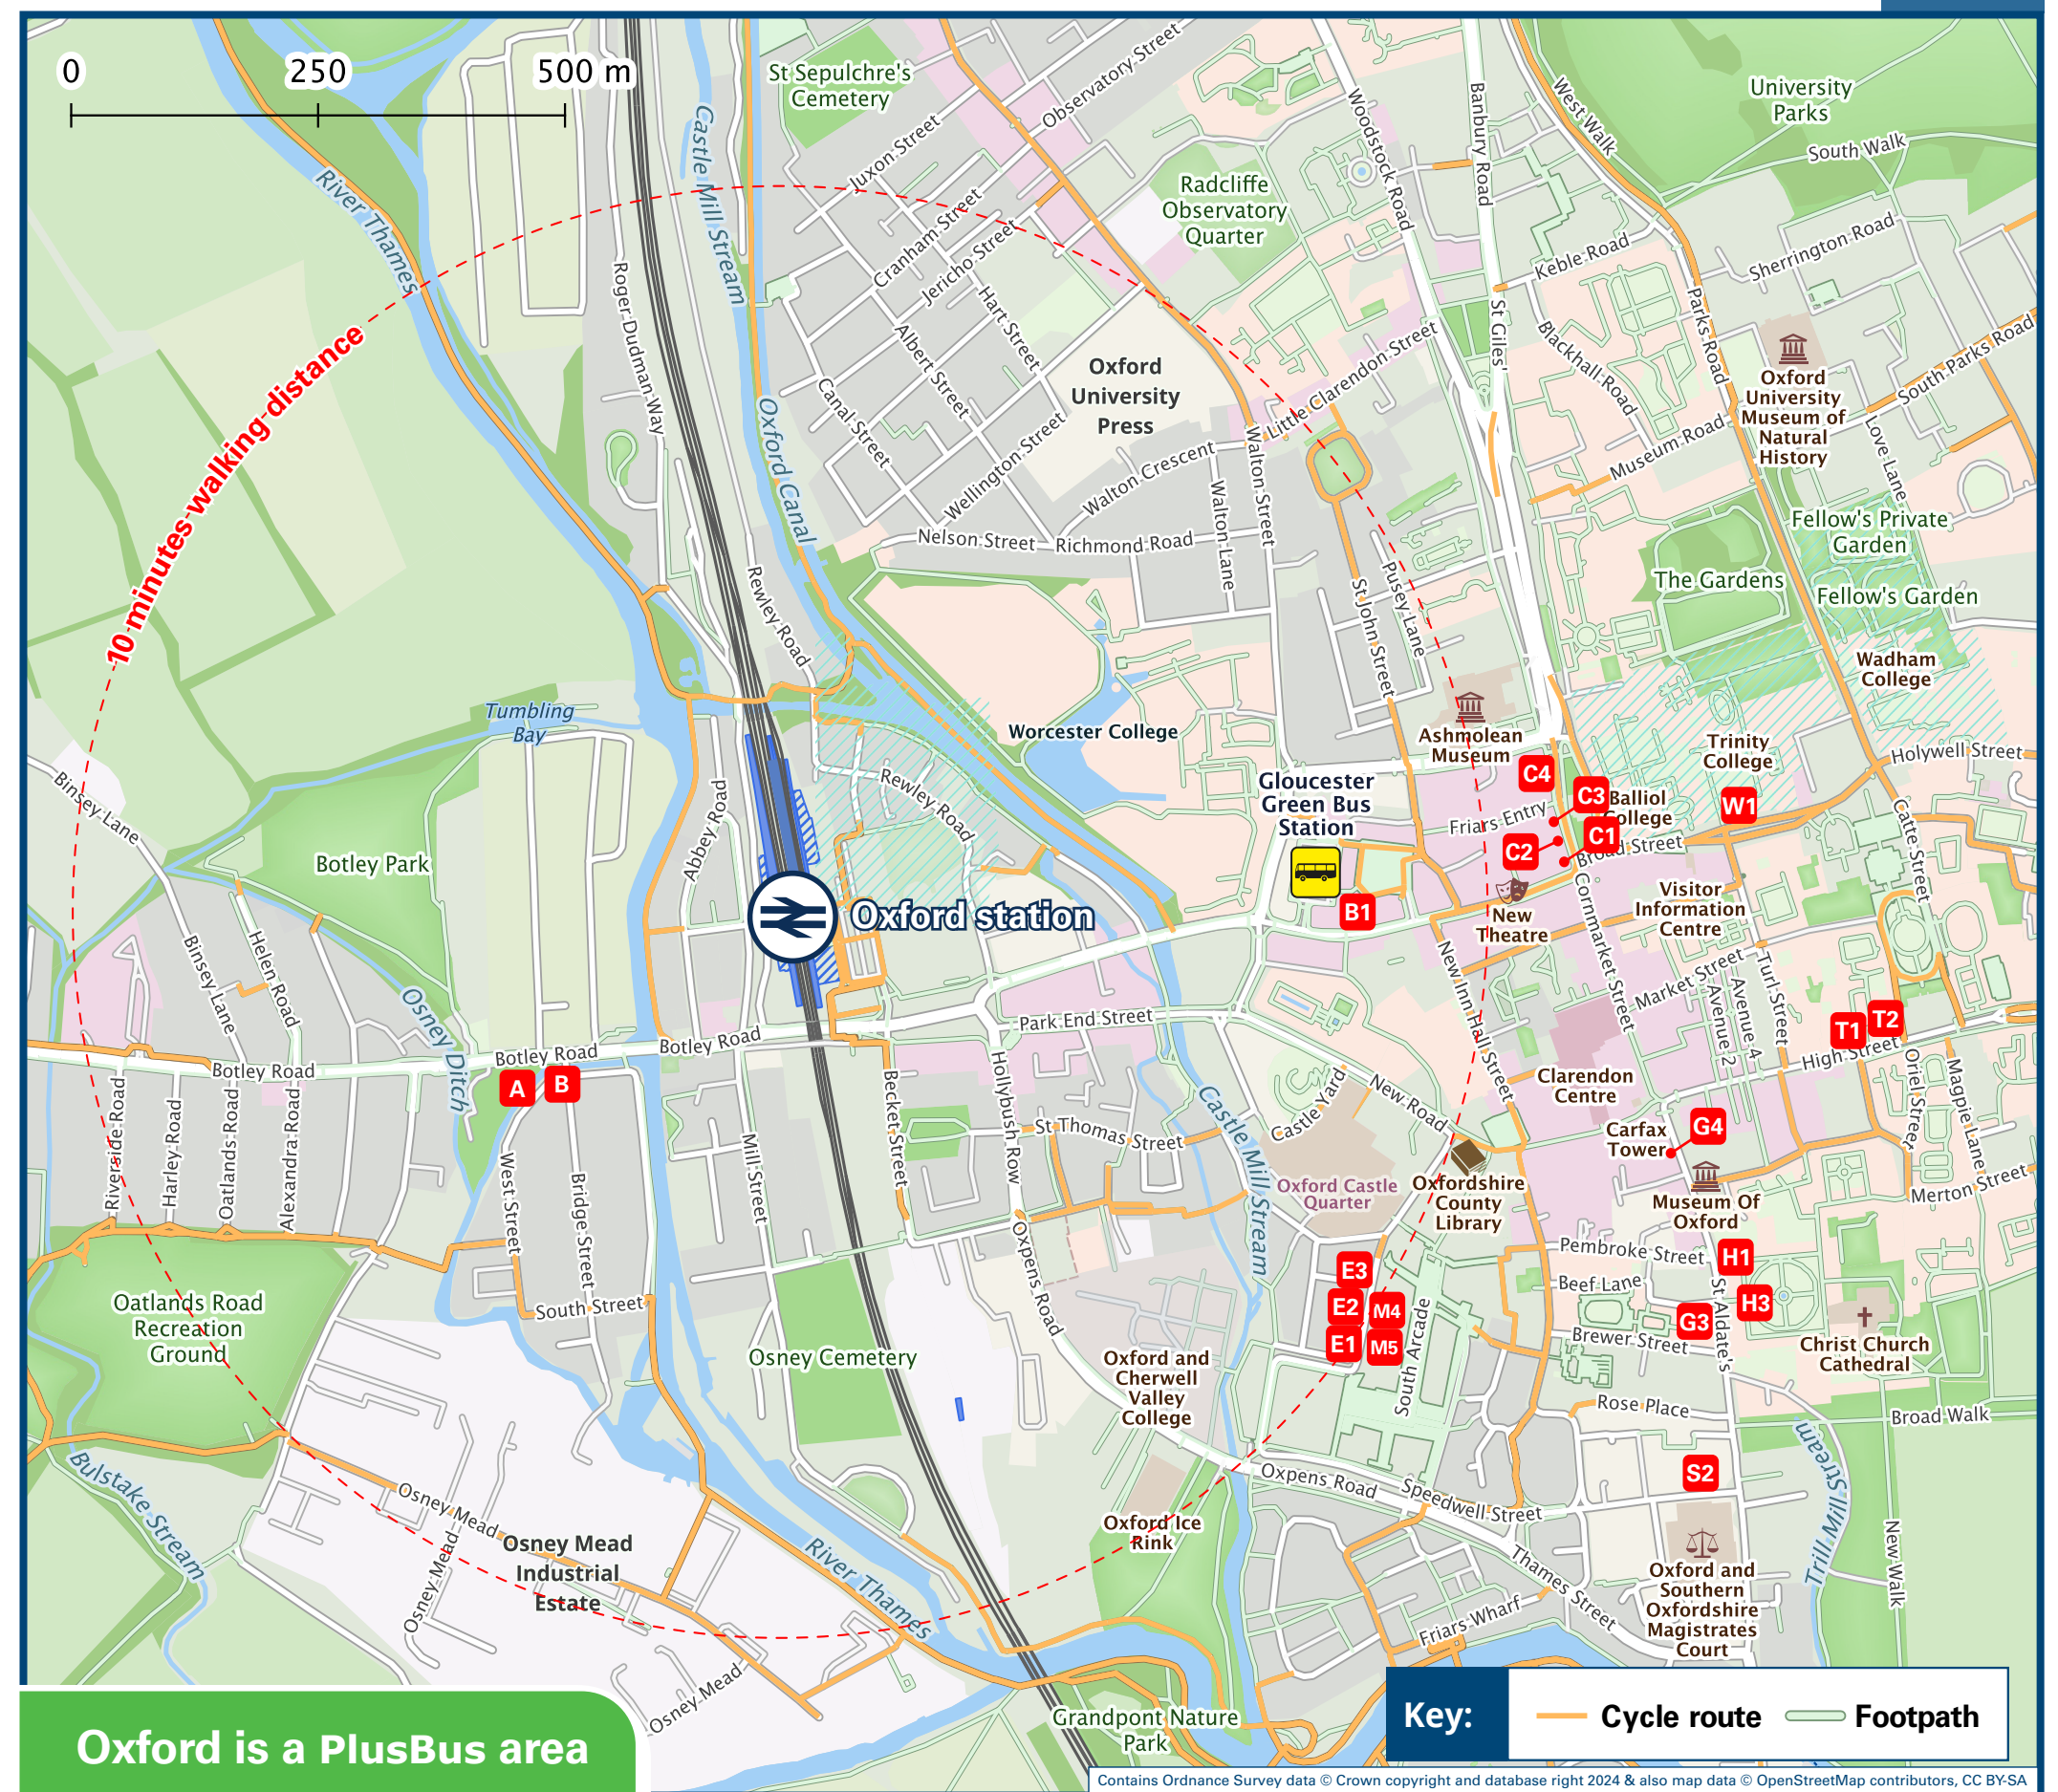 0 250 500 m
St Sepulchre's
Cemetery
Observatory Street
Woodstock Road
Banbury Road
West Walk
University
Parks
South Walk
River Thames
Castle Mill Stream
Juxon Street
Radcliffe
Observatory
Quarter
Cranham Street
Jericho Street
Keble Road
Sherrington Road
Roger Dudman Way
Hart Street
St Giles'
Blackhall Road
Parks Road
South Parks Road
10 minutes walking distance
Albert Street
Oxford
University
Press
Little Clarendon Street
Oxford
University
Museum of
Natural
History
Canal Street
Oxford Canal
Wellington Street
Walton Crescent
Walton Street
Walton Lane
Museum Road
Love Lane
Nelson Street
Richmond Road
Fellow's Private
Garden
The Gardens
Fellow's Garden
Rewley Road
St John Street
Pusey Lane
Wadham
College
Tumbling
Bay
Worcester College
Ashmolean
Museum
Trinity
College
Holywell Street
Binsey Lane
Abbey Road
Rewley Road
Gloucester
Green Bus
Station
C4
C3
Balliol
College
W1
Friars Entry
C1
C2
Broad Street
Catte Street
Botley Park
Oxford station
B1
New
Theatre
Visitor
Information
Centre
Cornmarket Street
Binsey Lane
Helen Road
New Inn Hall Street
Market Street
Turl Street
Avenue 2
Avenue 4
Osney Ditch
Park End Street
T1
T2
High Street
Botley Road
Botley Road
Botley Road
A
B
Hollybush Row
Becket Street
Castle Yard
New Road
Clarendon
Centre
Oriel Street
Magpie Lane
Riverside Road
Harley Road
Oatlands Road
Alexandra Road
Mill Street
St Thomas Street
Castle Mill Stream
Carfax
Tower
G4
West Street
Bridge Street
Oxford Castle
Quarter
Oxfordshire
County
Library
Museum Of
Oxford
Merton Street
Oxpens Road
Pembroke Street
H1
E3
Beef Lane
St Aldate's
H3
Oatlands Road
Recreation
Ground
South Street
E2
M4
G3
E1
M5
South Arcade
Brewer Street
Christ Church
Cathedral
Osney Cemetery
Oxford and
Cherwell
Valley
College
Rose Place
Broad Walk
Bulstake Stream
Osney Mead
Oxpens Road
Speedwell Street
S2
Trill Mill Stream
Osney Mead
Osney Mead
Industrial
Estate
River Thames
Oxford Ice
Rink
Thames Street
New Walk
Oxford and
Southern
Oxfordshire
Magistrates
Court
Friars Wharf
Osney Mead
Grandpont Nature
Park
Key:
Cycle route
Footpath
Oxford is a PlusBus area
Contains Ordnance Survey data © Crown copyright and database right 2024 & also map data © OpenStreetMap contributors, CC BY-SA